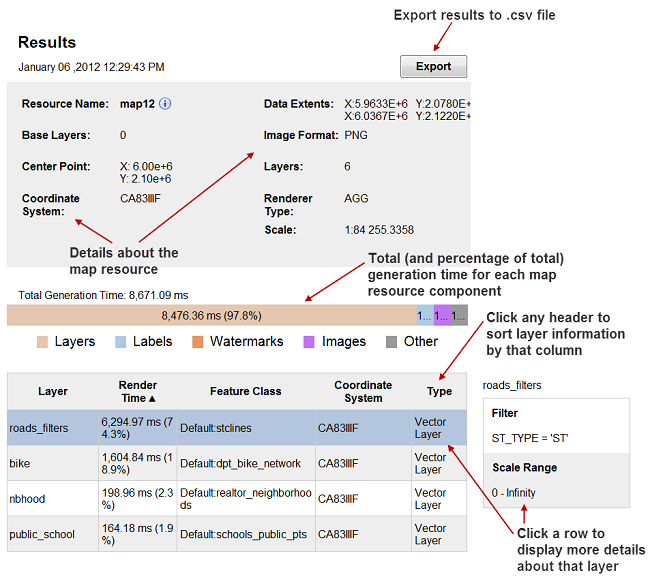 Export results to .csv file
Results
January 06 ,2012 12:29:43 PM
Export
Resource Name: map12
Data Extents: X:5.9633E+6 Y:2.0780E+
X:6.0367E+6 Y:2.1220E+
Base Layers: 0
Image Format: PNG
Center Point: X: 6.00e+6
Y: 2.10e+6
Layers: 6
Coordinate System: CA83IIIF
Renderer Type: AGG
Scale: 1:84 255.3358
Details about the
map resource
Total (and percentage of total)
generation time for each map
resource component
Total Generation Time: 8,671.09 ms
8,476.36 ms (97.8%) 1... 1... 1...
Layers Labels Watermarks Images Other
Click any header to
sort layer information
by that column
Layer Render Time ▲ Feature Class Coordinate System Type
roads_filters 6,294.97 ms (74.3%) Default:stclines CA83IIIF Vector Layer
bike 1,604.84 ms (18.9%) Default:dpt_bike_network CA83IIIF Vector Layer
nbhood 198.96 ms (2.3%) Default:realtor_neighborhoods CA83IIIF Vector Layer
public_school 164.18 ms (1.9%) Default:schools_public_pts CA83IIIF Vector Layer
roads_filters
Filter
ST_TYPE = 'ST'
Scale Range
0 - Infinity
Click a row to
display more details
about that layer